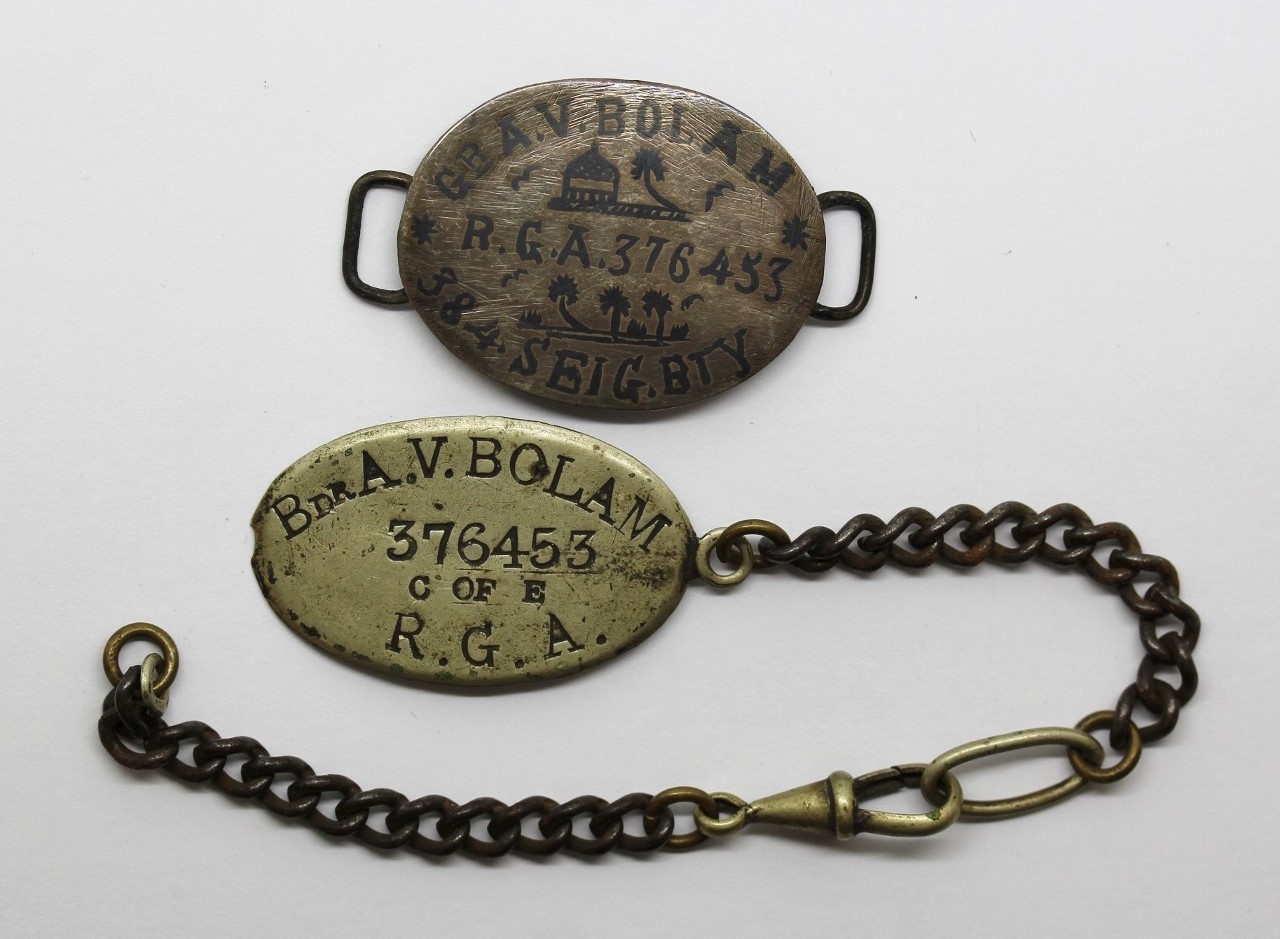 GR A.V. BOLAM
R.G.A. 376453
384. SEIG. BTY
BDR A.V. BOLAM
376453
C OF E
R.G.A.